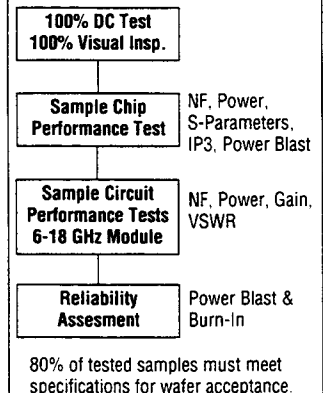 100% DC Test
100% Visual Insp.
Sample Chip
Performance Test
NF, Power,
S-Parameters,
IP3, Power Blast
Sample Circuit
Performance Tests
6-18 GHz Module
NF, Power, Gain,
VSWR
Reliability
Assesment
Power Blast &
Burn-In
80% of tested samples must meet
specifications for wafer acceptance.